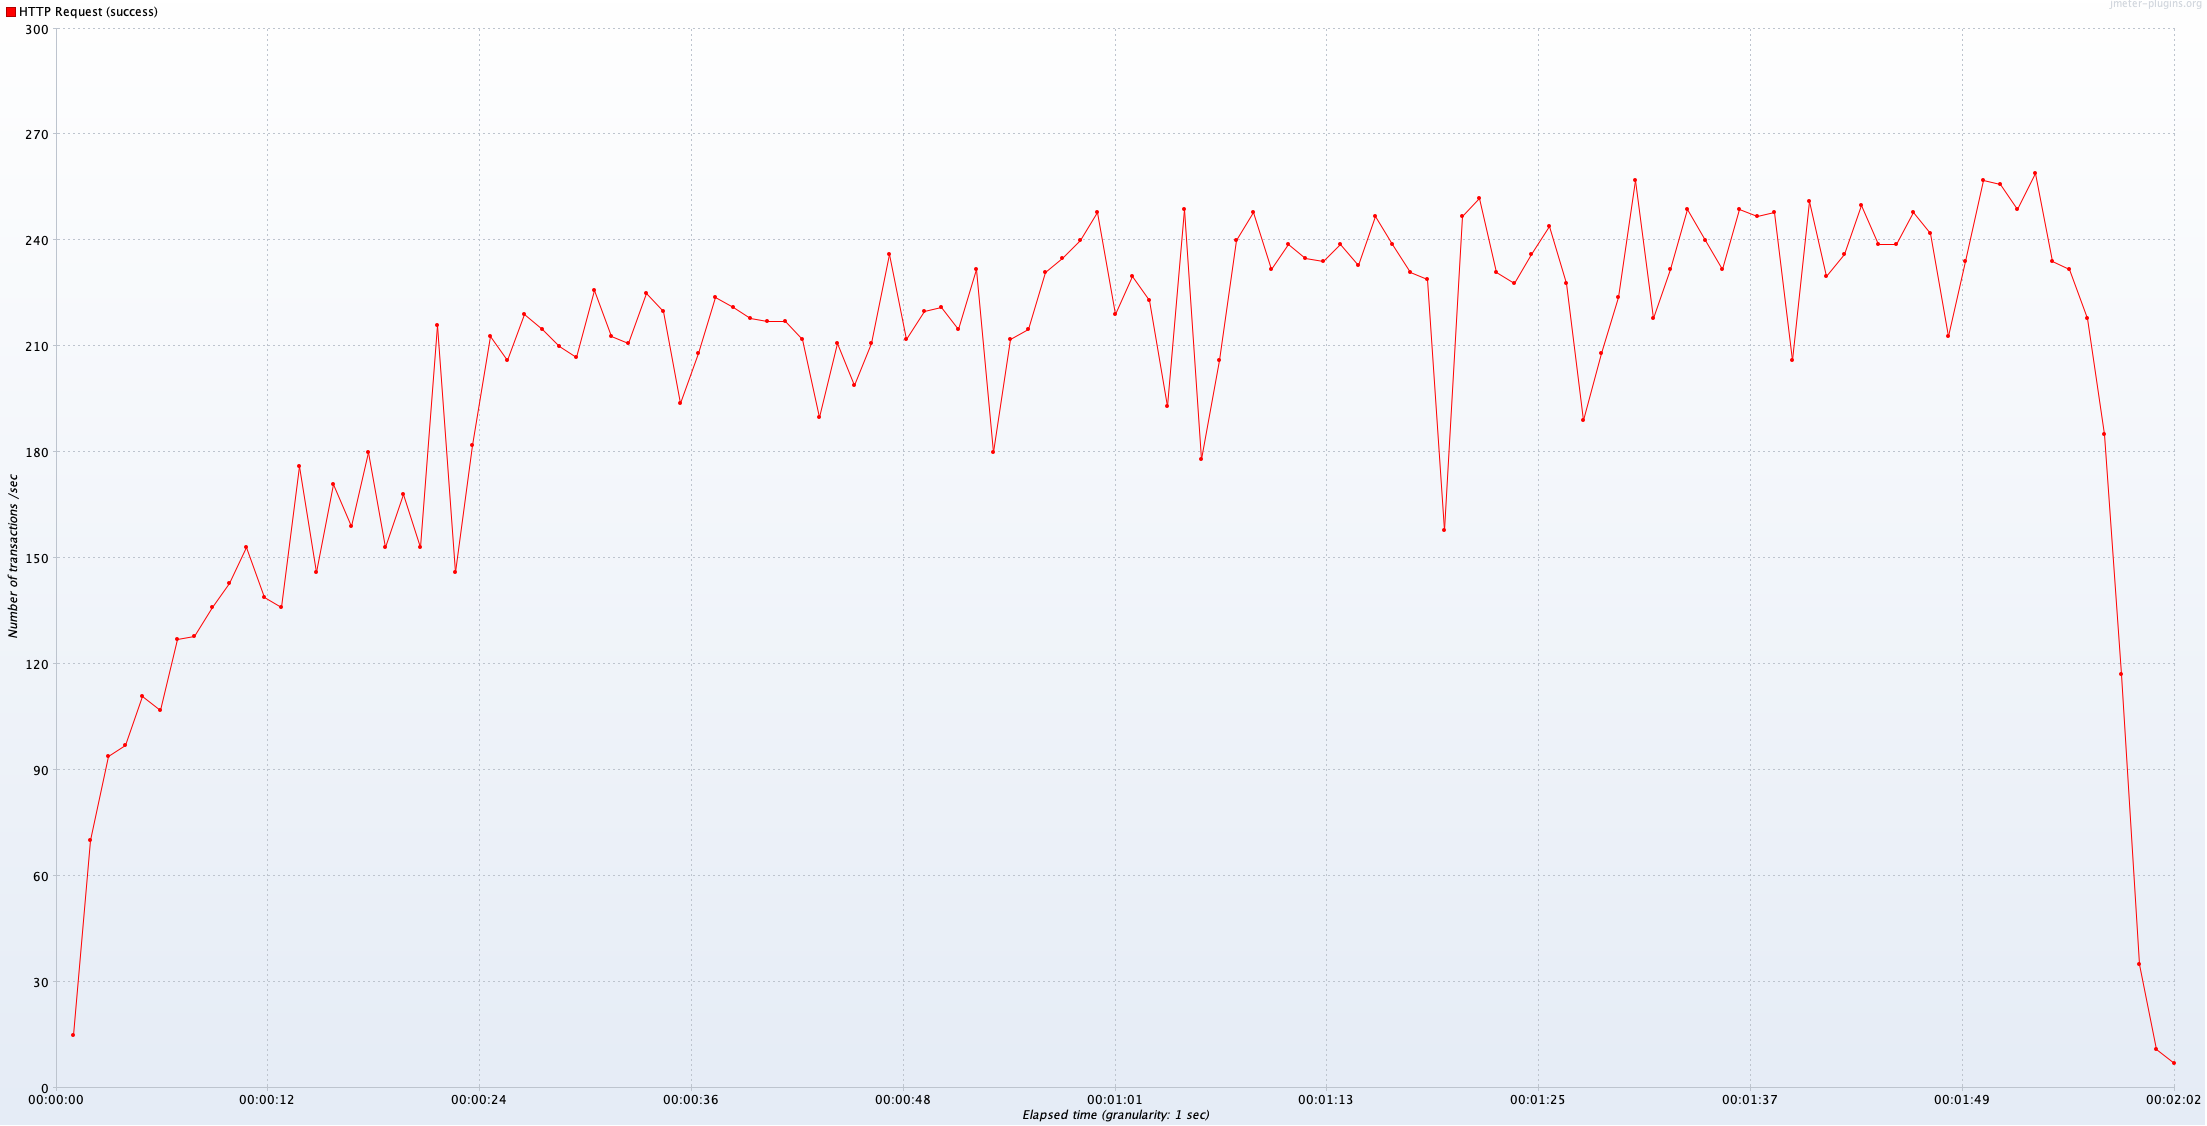 jmeter-plugins.org
HTTP Request (success)
300
270
240
210
180
150
120
90
60
30
0
Number of transactions /sec
00:00:00 00:00:12 00:00:24 00:00:36 00:00:48 00:01:01 00:01:13 00:01:25 00:01:37 00:01:49 00:02:02
Elapsed time (granularity: 1 sec)